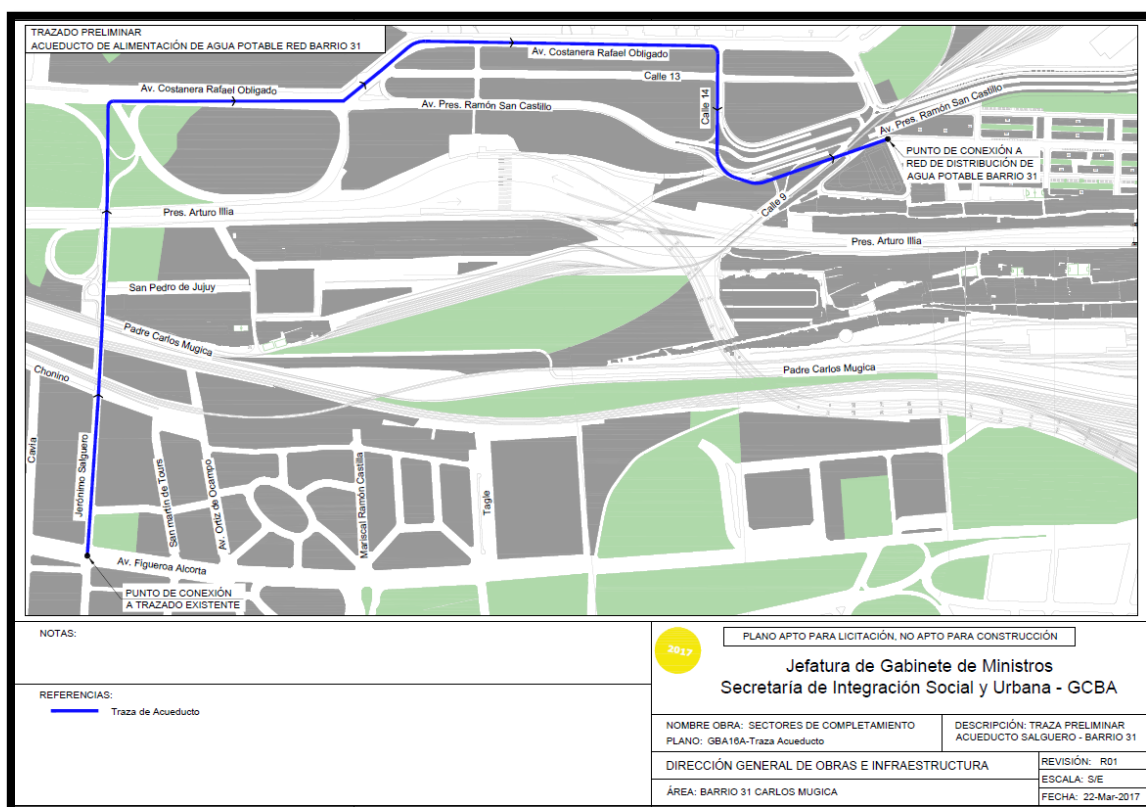 TRAZADO PRELIMINAR
ACUEDUCTO DE ALIMENTACIÓN DE AGUA POTABLE RED BARRIO 31
Av. Costanera Rafael Obligado
Calle 13
Av. Costanera Rafael Obligado
Av. Pres. Ramón San Castillo
Calle 14
Av. Pres. Ramón San Castillo
PUNTO DE CONEXIÓN A
RED DE DISTRIBUCIÓN DE
AGUA POTABLE BARRIO 31
Calle 9
Pres. Arturo Illia
Pres. Arturo Illia
San Pedro de Jujuy
Padre Carlos Mugica
Padre Carlos Mugica
Chonino
Cavia
Jerónimo Salguero
San martín de Tours
Av. Ortiz de Ocampo
Mariscal Ramón Castilla
Tagle
Av. Figueroa Alcorta
PUNTO DE CONEXIÓN
A TRAZADO EXISTENTE
NOTAS:
REFERENCIAS:
Traza de Acueducto
2017
PLANO APTO PARA LICITACIÓN, NO APTO PARA CONSTRUCCIÓN
Jefatura de Gabinete de Ministros
Secretaría de Integración Social y Urbana - GCBA
NOMBRE OBRA: SECTORES DE COMPLETAMIENTO
PLANO: GBA16A-Traza Acueducto
DESCRIPCIÓN: TRAZA PRELIMINAR
ACUEDUCTO SALGUERO - BARRIO 31
DIRECCIÓN GENERAL DE OBRAS E INFRAESTRUCTURA
ÁREA: BARRIO 31 CARLOS MUGICA
REVISIÓN: R01
ESCALA: S/E
FECHA: 22-Mar-2017